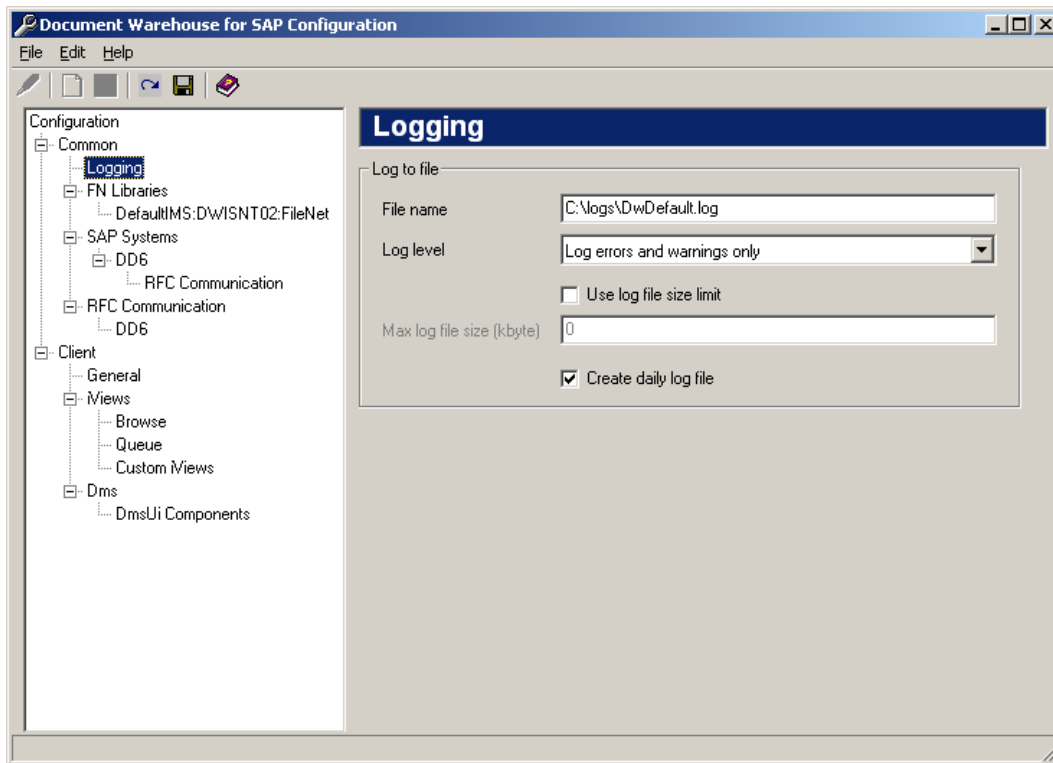 Document Warehouse for SAP Configuration
File Edit Help
Configuration
Common
Logging
FN Libraries
DefaultIMS:DWISNT02:FileNet
SAP Systems
DD6
RFC Communication
RFC Communication
DD6
Client
General
iViews
Browse
Queue
Custom iViews
Dms
DmsUi Components
Logging
Log to file
File name
C:\logs\DwDefault.log
Log level
Log errors and warnings only
Use log file size limit
Max log file size (kbyte)
0
Create daily log file